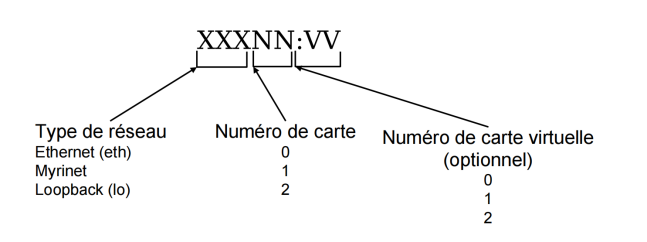 XXXNN:VV
Type de réseau
Ethernet (eth)
Myrinet
Loopback (lo)
Numéro de carte
0
1
2
Numéro de carte virtuelle
(optionnel)
0
1
2